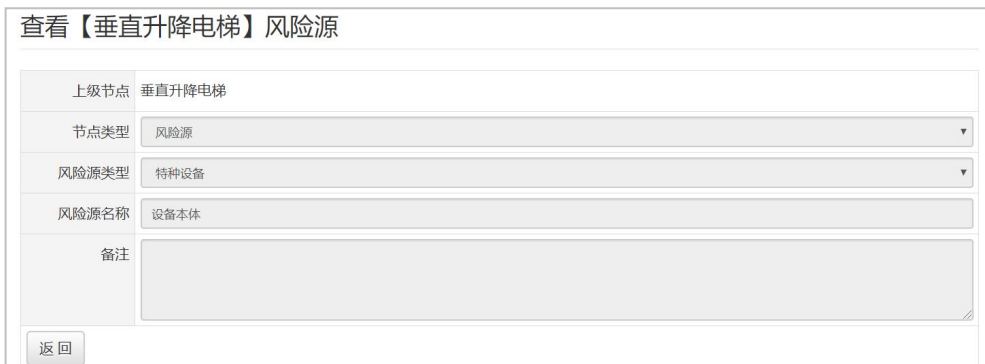 查看【垂直升降电梯】风险源
上级节点 垂直升降电梯
节点类型 风险源
风险源类型 特种设备
风险源名称 设备本体
备注
返回